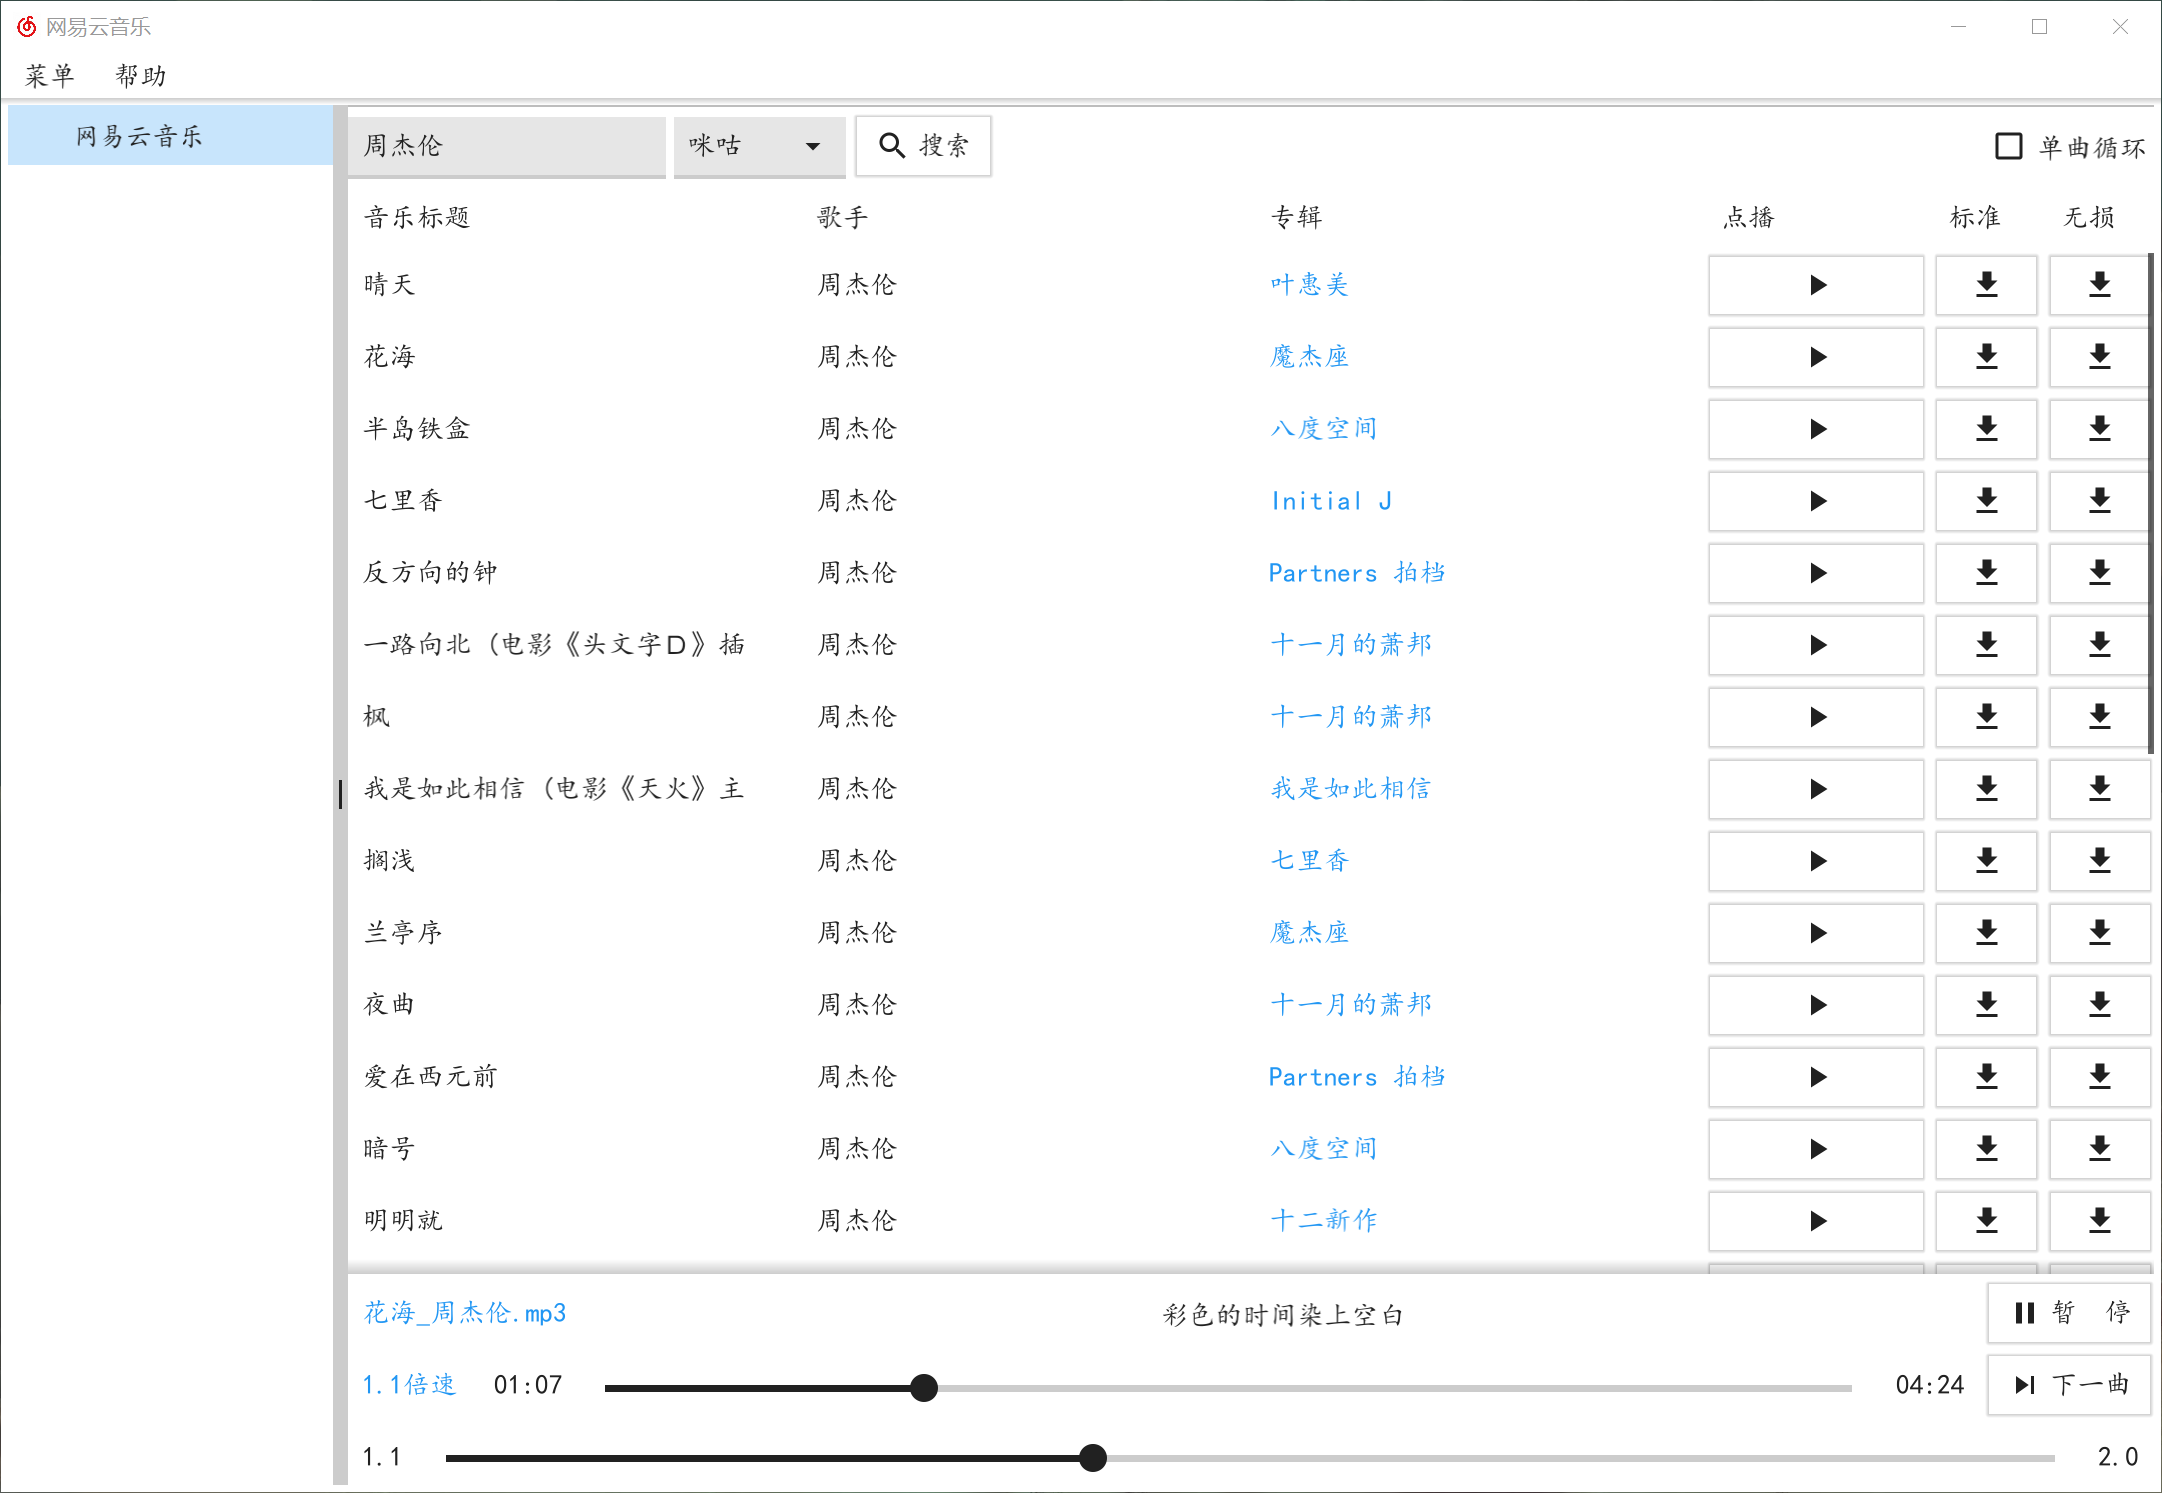 网易云音乐
菜单 帮助
网易云音乐
周杰伦 咪咕 搜索 单曲循环
音乐标题 歌手 专辑 点播 标准 无损
晴天 周杰伦 叶惠美
花海 周杰伦 魔杰座
半岛铁盒 周杰伦 八度空间
七里香 周杰伦 Initial J
反方向的钟 周杰伦 Partners 拍档
一路向北 (电影《头文字D》插 周杰伦 十一月的萧邦
枫 周杰伦 十一月的萧邦
我是如此相信 (电影《天火》主 周杰伦 我是如此相信
搁浅 周杰伦 七里香
兰亭序 周杰伦 魔杰座
夜曲 周杰伦 十一月的萧邦
爱在西元前 周杰伦 Partners 拍档
暗号 周杰伦 八度空间
明明就 周杰伦 十二新作
花海_周杰伦.mp3 彩色的时间染上空白 暂 停
1.1倍速 01:07 04:24 下一曲
1.1 2.0